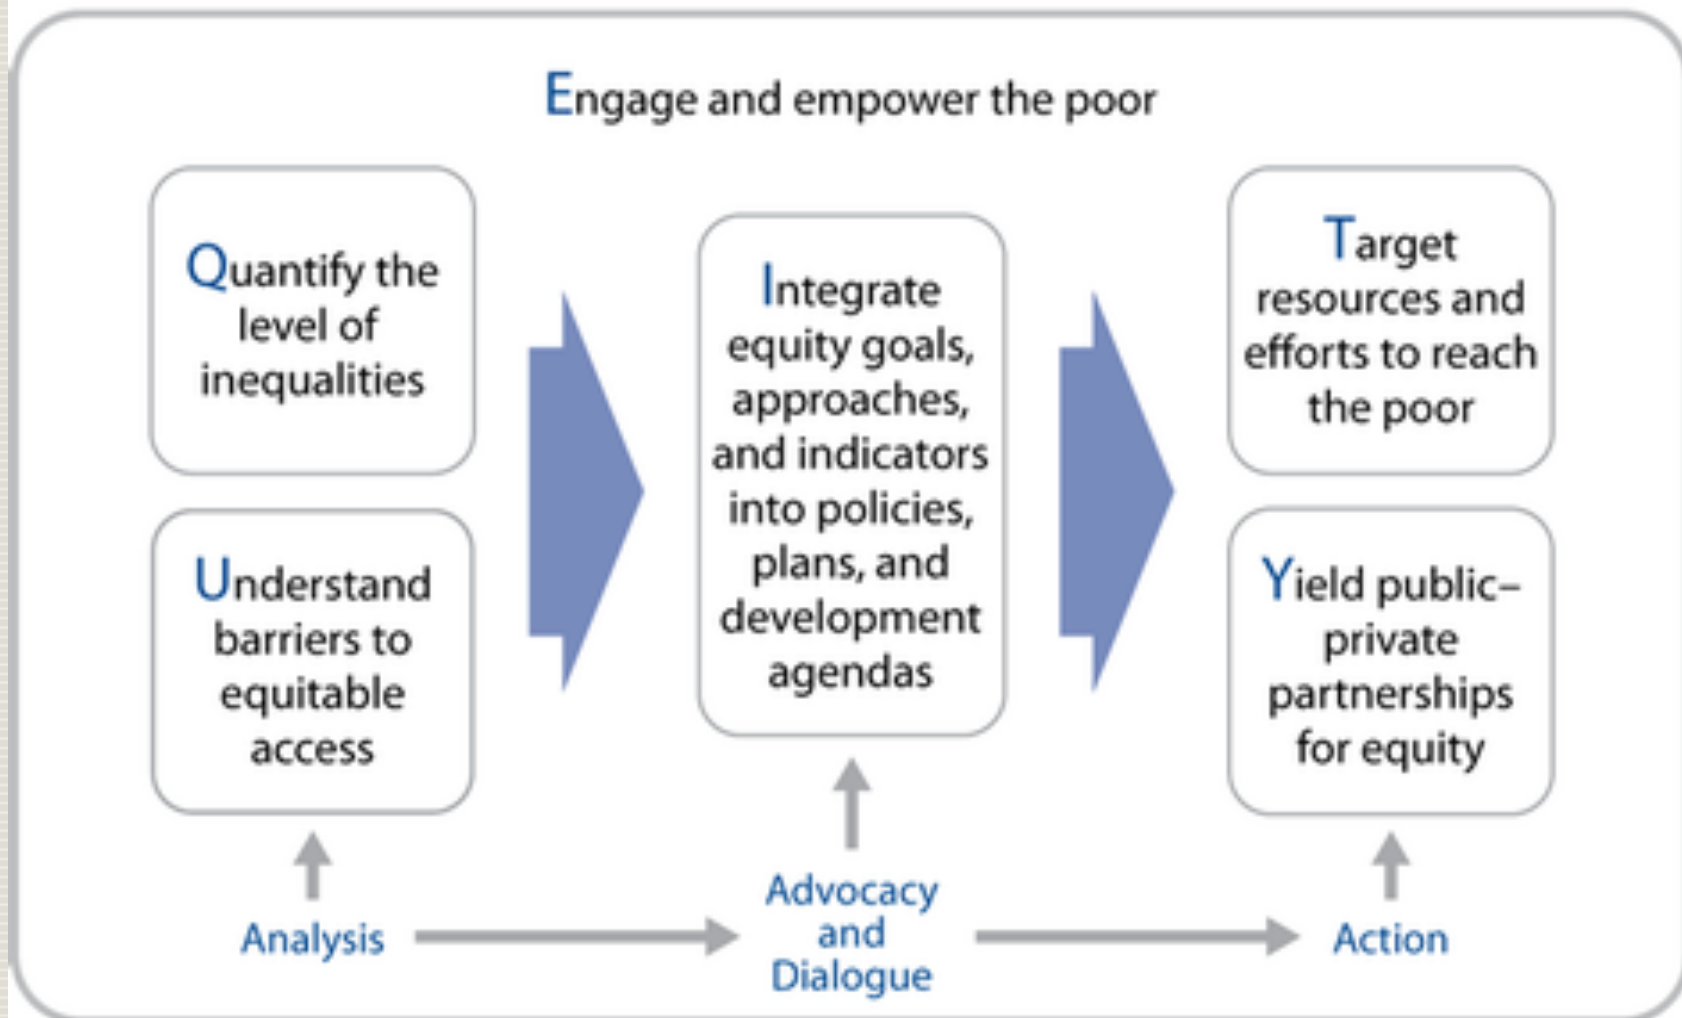 Engage and empower the poor
Quantify the
level of
inequalities
Understand
barriers to
equitable
access
Integrate
equity goals,
approaches,
and indicators
into policies,
plans, and
development
agendas
Target
resources and
efforts to reach
the poor
Yield public–
private
partnerships
for equity
Analysis
Advocacy
and
Dialogue
Action